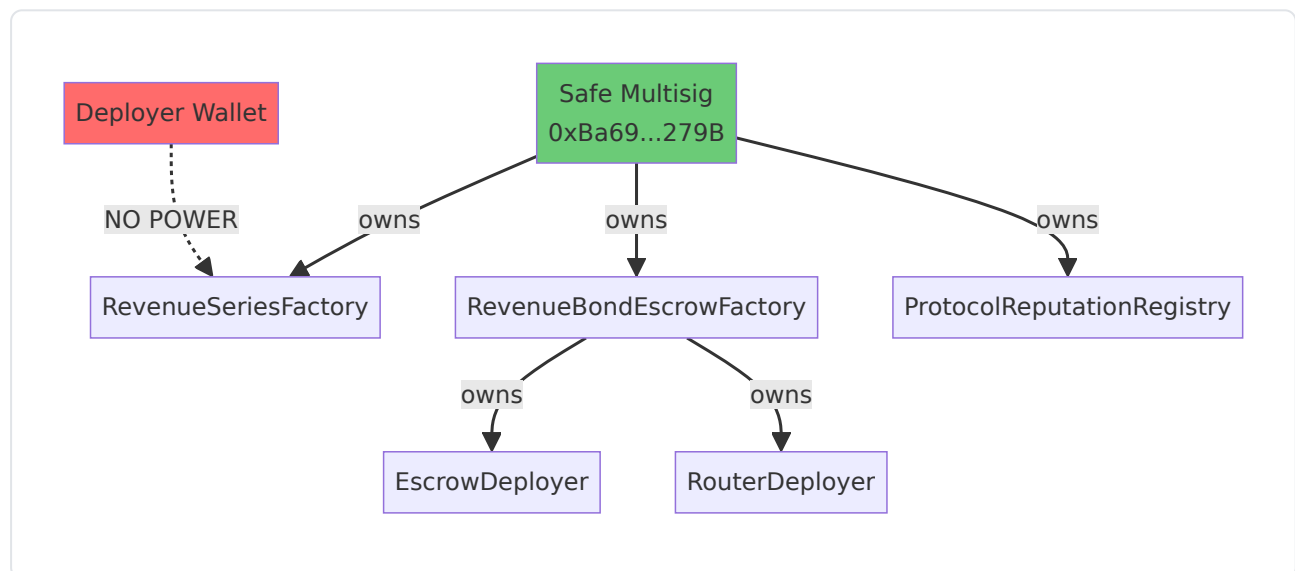 Deployer Wallet
Safe Multisig
0xBa69...279B
NO POWER
owns
owns
owns
RevenueSeriesFactory
RevenueBondEscrowFactory
ProtocolReputationRegistry
owns
owns
EscrowDeployer
RouterDeployer